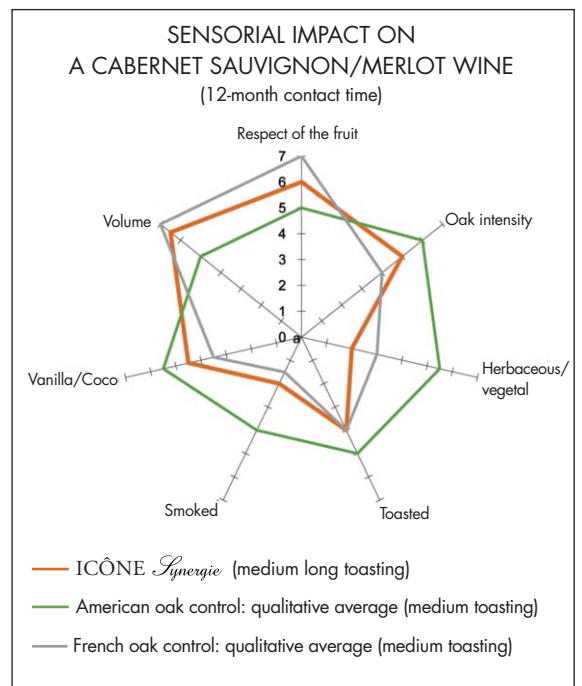 SENSORIAL IMPACT ON
A CABERNET SAUVIGNON/MERLOT WINE
(12-month contact time)
Respect of the fruit
7
6
5
4
3
2
1
0 a
Volume
Oak intensity
Vanilla/Coco
Herbaceous/
vegetal
Smoked
Toasted
ICÔNE Synergie (medium long toasting)
American oak control: qualitative average (medium toasting)
French oak control: qualitative average (medium toasting)